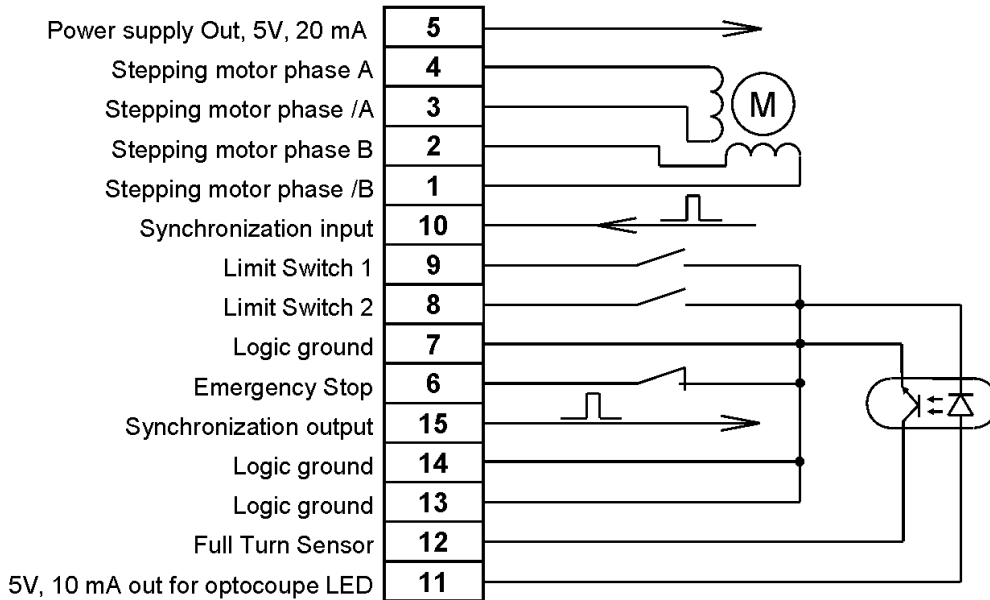 Power supply Out, 5V, 20 mA 5
Stepping motor phase A 4
Stepping motor phase /A 3
M
Stepping motor phase B 2
Stepping motor phase /B 1
Synchronization input 10
Limit Switch 1 9
Limit Switch 2 8
Logic ground 7
Emergency Stop 6
Synchronization output 15
Logic ground 14
Logic ground 13
Full Turn Sensor 12
5V, 10 mA out for optocoupe LED 11